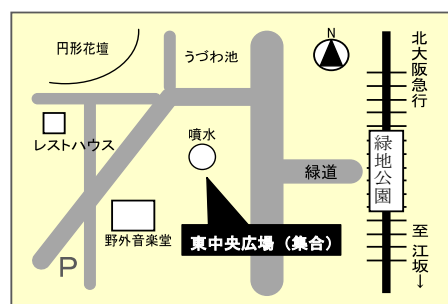 円形花壇
うづわ池
N
北大阪急行
レストハウス
噴水
緑地公園
緑道
野外音楽堂
東中央広場（集合）
P
至 江坂→